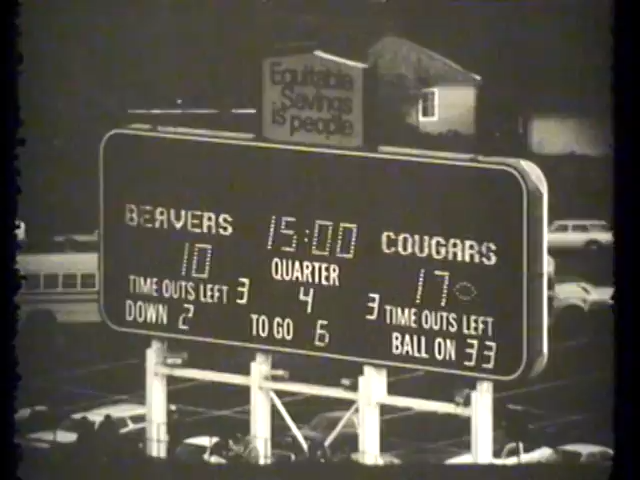 Equitable
Savings
is people
BEAVERS 15:00 COUGARS
10 QUARTER 17
TIME OUTS LEFT 3 4 3 TIME OUTS LEFT
DOWN 2 TO GO 6 BALL ON 33